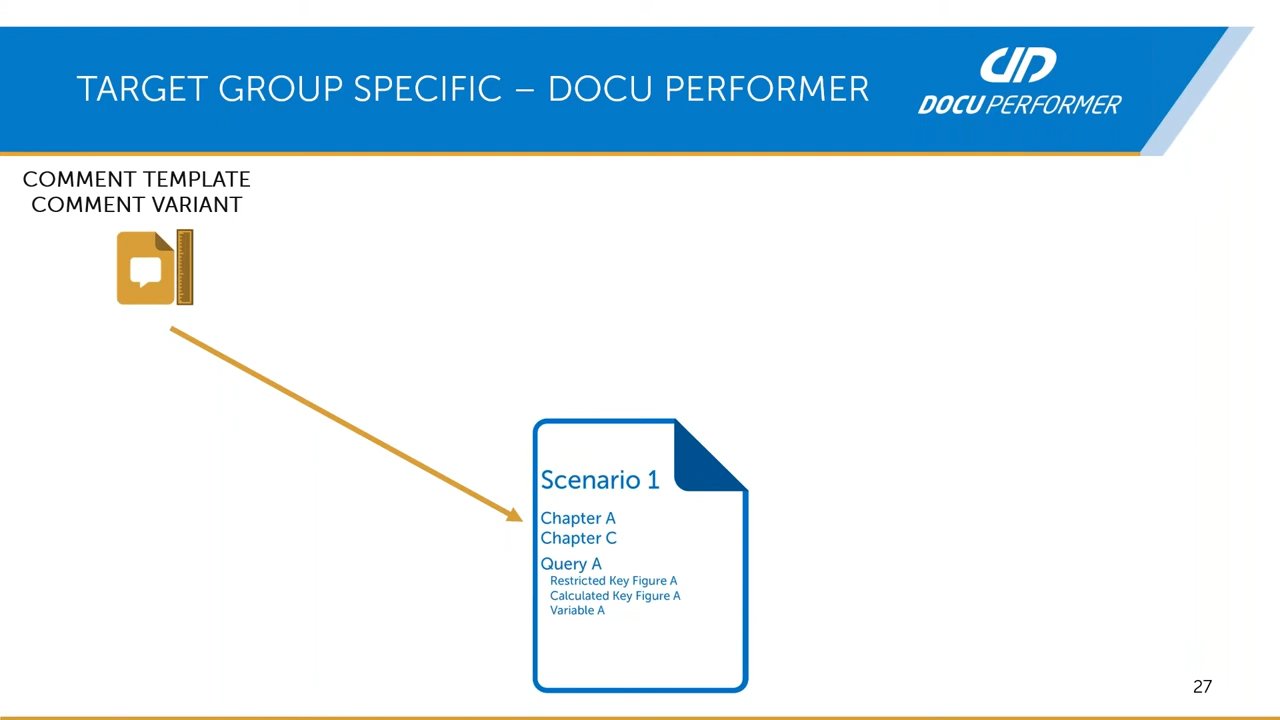 TARGET GROUP SPECIFIC – DOCU PERFORMER
DOCU PERFORMER
COMMENT TEMPLATE
COMMENT VARIANT
Scenario 1
Chapter A
Chapter C
Query A
Restricted Key Figure A
Calculated Key Figure A
Variable A
27